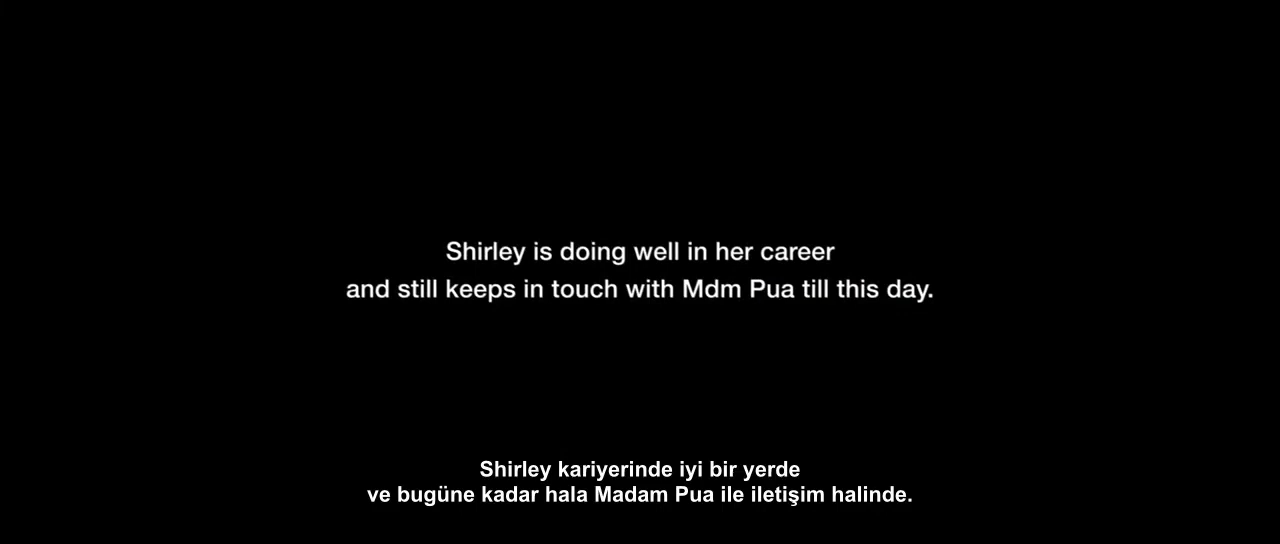 Shirley is doing well in her career
and still keeps in touch with Mdm Pua till this day.
Shirley kariyerinde iyi bir yerde
ve bugüne kadar hala Madam Pua ile iletişim halinde.